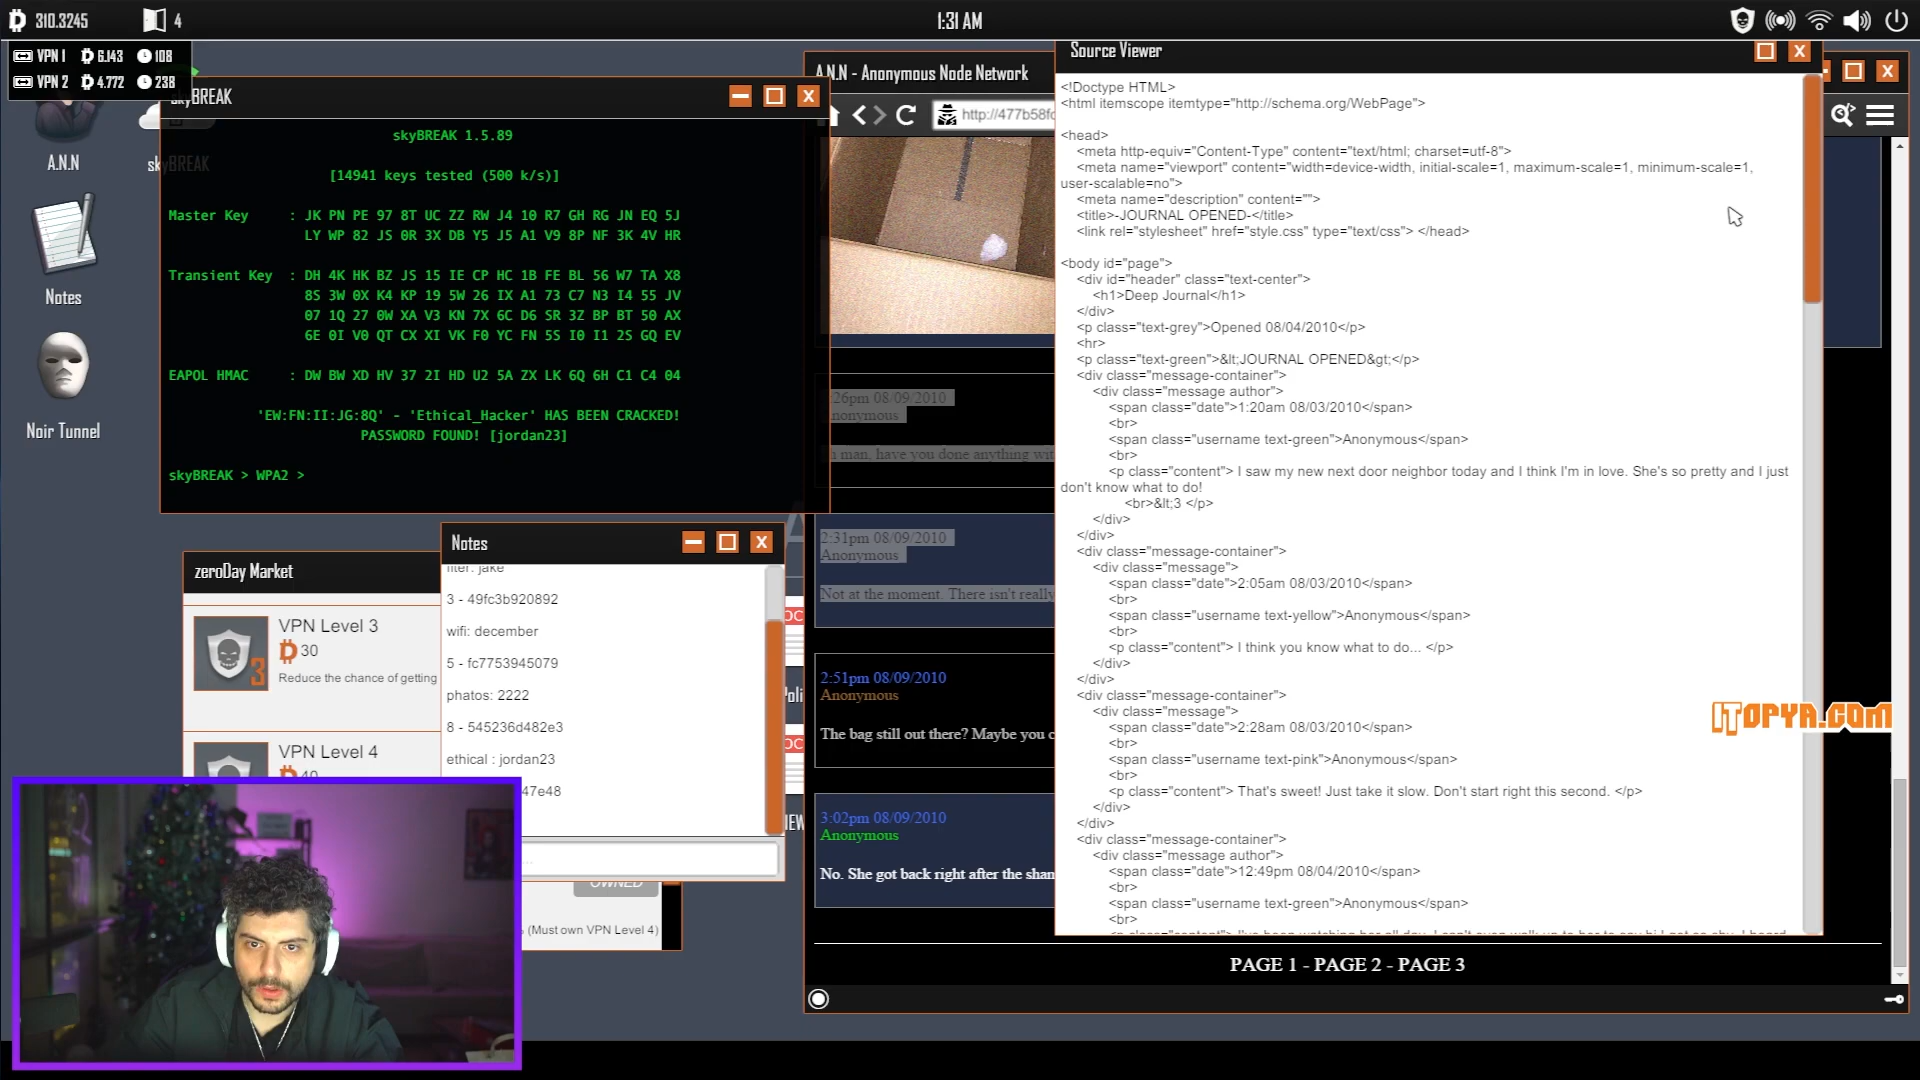 310.3245
4
1:31 AM
VPN 1 6.143 108
VPN 2 4.772 238
A.N.N
skyBREAK
Notes
Noir Tunnel
skyBREAK
skyBREAK 1.5.89
[14941 keys tested (500 k/s)]
Master Key : JK PN PE 97 8T UC ZZ RW J4 10 R7 GH RG JN EQ 5J
LY WP 82 JS 0R 3X DB Y5 J5 A1 V9 8P NF 3K 4V HR
Transient Key : DH 4K HK BZ JS 15 IE CP HC 1B FE BL 56 W7 TA X8
8S 3W 0X K4 KP 19 5W 26 IX A1 73 C7 N3 I4 55 JV
07 1Q 27 0W XA V3 KN 7X 6C D6 SR 3Z BP BT 50 AX
6E 0I V0 QT CX XI VK F0 YC FN 5S I0 I1 2S GQ EV
EAPOL HMAC : DW BW XD HV 37 2I HD U2 5A ZX LK 6Q 6H C1 C4 04
'EW:FN:II:JG:8Q' - 'Ethical_Hacker' HAS BEEN CRACKED!
PASSWORD FOUND! [jordan23]
skyBREAK > WPA2 >
zeroDay Market
VPN Level 3
30
Reduce the chance of getting
VPN Level 4
40
OWNED
(Must own VPN Level 4)
Notes
3 - 49fc3b920892
wifi: december
5 - fc7753945079
photas: 2222
8 - 545236d482e3
ethical : jordan23
47e48
A.N.N - Anonymous Node Network
http://477b58fc
:26pm 08/09/2010
nonymous
man, have you done anything wit
2:31pm 08/09/2010
Anonymous
Not at the moment. There isn't really
2:51pm 08/09/2010
Anonymous
The bag still out there? Maybe you c
3:02pm 08/09/2010
Anonymous
No. She got back right after the shan
PAGE 1 - PAGE 2 - PAGE 3
Source Viewer
<!Doctype HTML>
<html itemscope itemtype="http://schema.org/WebPage">
<head>
<meta http-equiv="Content-Type" content="text/html; charset=utf-8">
<meta name="viewport" content="width=device-width, initial-scale=1, maximum-scale=1, minimum-scale=1,
user-scalable=no">
<meta name="description" content="">
<title>-JOURNAL OPENED-</title>
<link rel="stylesheet" href="style.css" type="text/css"> </head>
<body id="page">
<div id="header" class="text-center">
<h1>Deep Journal</h1>
</div>
<p class="text-grey">Opened 08/04/2010</p>
<hr>
<p class="text-green">&lt;JOURNAL OPENED&gt;</p>
<div class="message-container">
<div class="message author">
<span class="date">1:20am 08/03/2010</span>
<br>
<span class="username text-green">Anonymous</span>
<br>
<p class="content"> I saw my new next door neighbor today and I think I'm in love. She's so pretty and I just
don't know what to do!
<br>&lt;3 </p>
</div>
</div>
<div class="message-container">
<div class="message">
<span class="date">2:05am 08/03/2010</span>
<br>
<span class="username text-yellow">Anonymous</span>
<br>
<p class="content"> I think you know what to do... </p>
</div>
</div>
<div class="message-container">
<div class="message">
<span class="date">2:28am 08/03/2010</span>
<br>
<span class="username text-pink">Anonymous</span>
<br>
<p class="content"> That's sweet! Just take it slow. Don't start right this second. </p>
</div>
</div>
<div class="message-container">
<div class="message author">
<span class="date">12:49pm 08/04/2010</span>
<br>
<span class="username text-green">Anonymous</span>
<br>
ITOPYA.COM